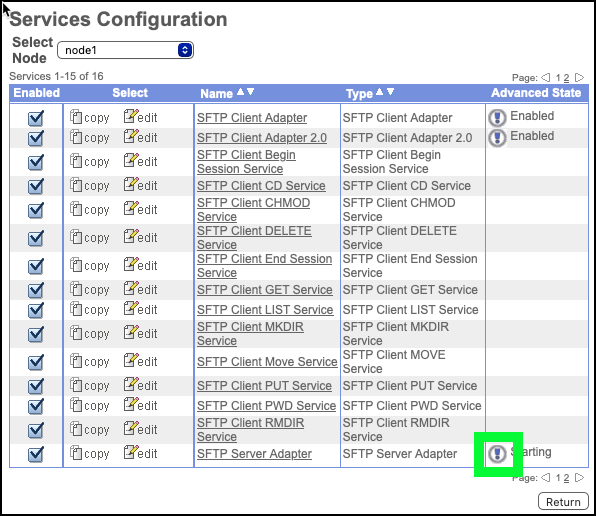 Services Configuration
Select
Node
node1
Services 1-15 of 16
Page: 1 2
Enabled Select Name Type Advanced State
copy edit SFTP Client Adapter SFTP Client Adapter Enabled
copy edit SFTP Client Adapter 2.0 SFTP Client Adapter 2.0 Enabled
copy edit SFTP Client Begin SFTP Client Begin
Session Service Session Service
copy edit SFTP Client CD Service SFTP Client CD Service
copy edit SFTP Client CHMOD SFTP Client CHMOD
Service Service
copy edit SFTP Client DELETE SFTP Client DELETE
Service Service
copy edit SFTP Client End Session SFTP Client End Session
Service Service
copy edit SFTP Client GET Service SFTP Client GET Service
copy edit SFTP Client LIST Service SFTP Client LIST Service
copy edit SFTP Client MKDIR SFTP Client MKDIR
Service Service
copy edit SFTP Client Move Service SFTP Client MOVE
Service
copy edit SFTP Client PUT Service SFTP Client PUT Service
copy edit SFTP Client PWD Service SFTP Client PWD Service
copy edit SFTP Client RMDIR SFTP Client RMDIR
Service Service
copy edit SFTP Server Adapter SFTP Server Adapter Starting
Page: 1 2
Return